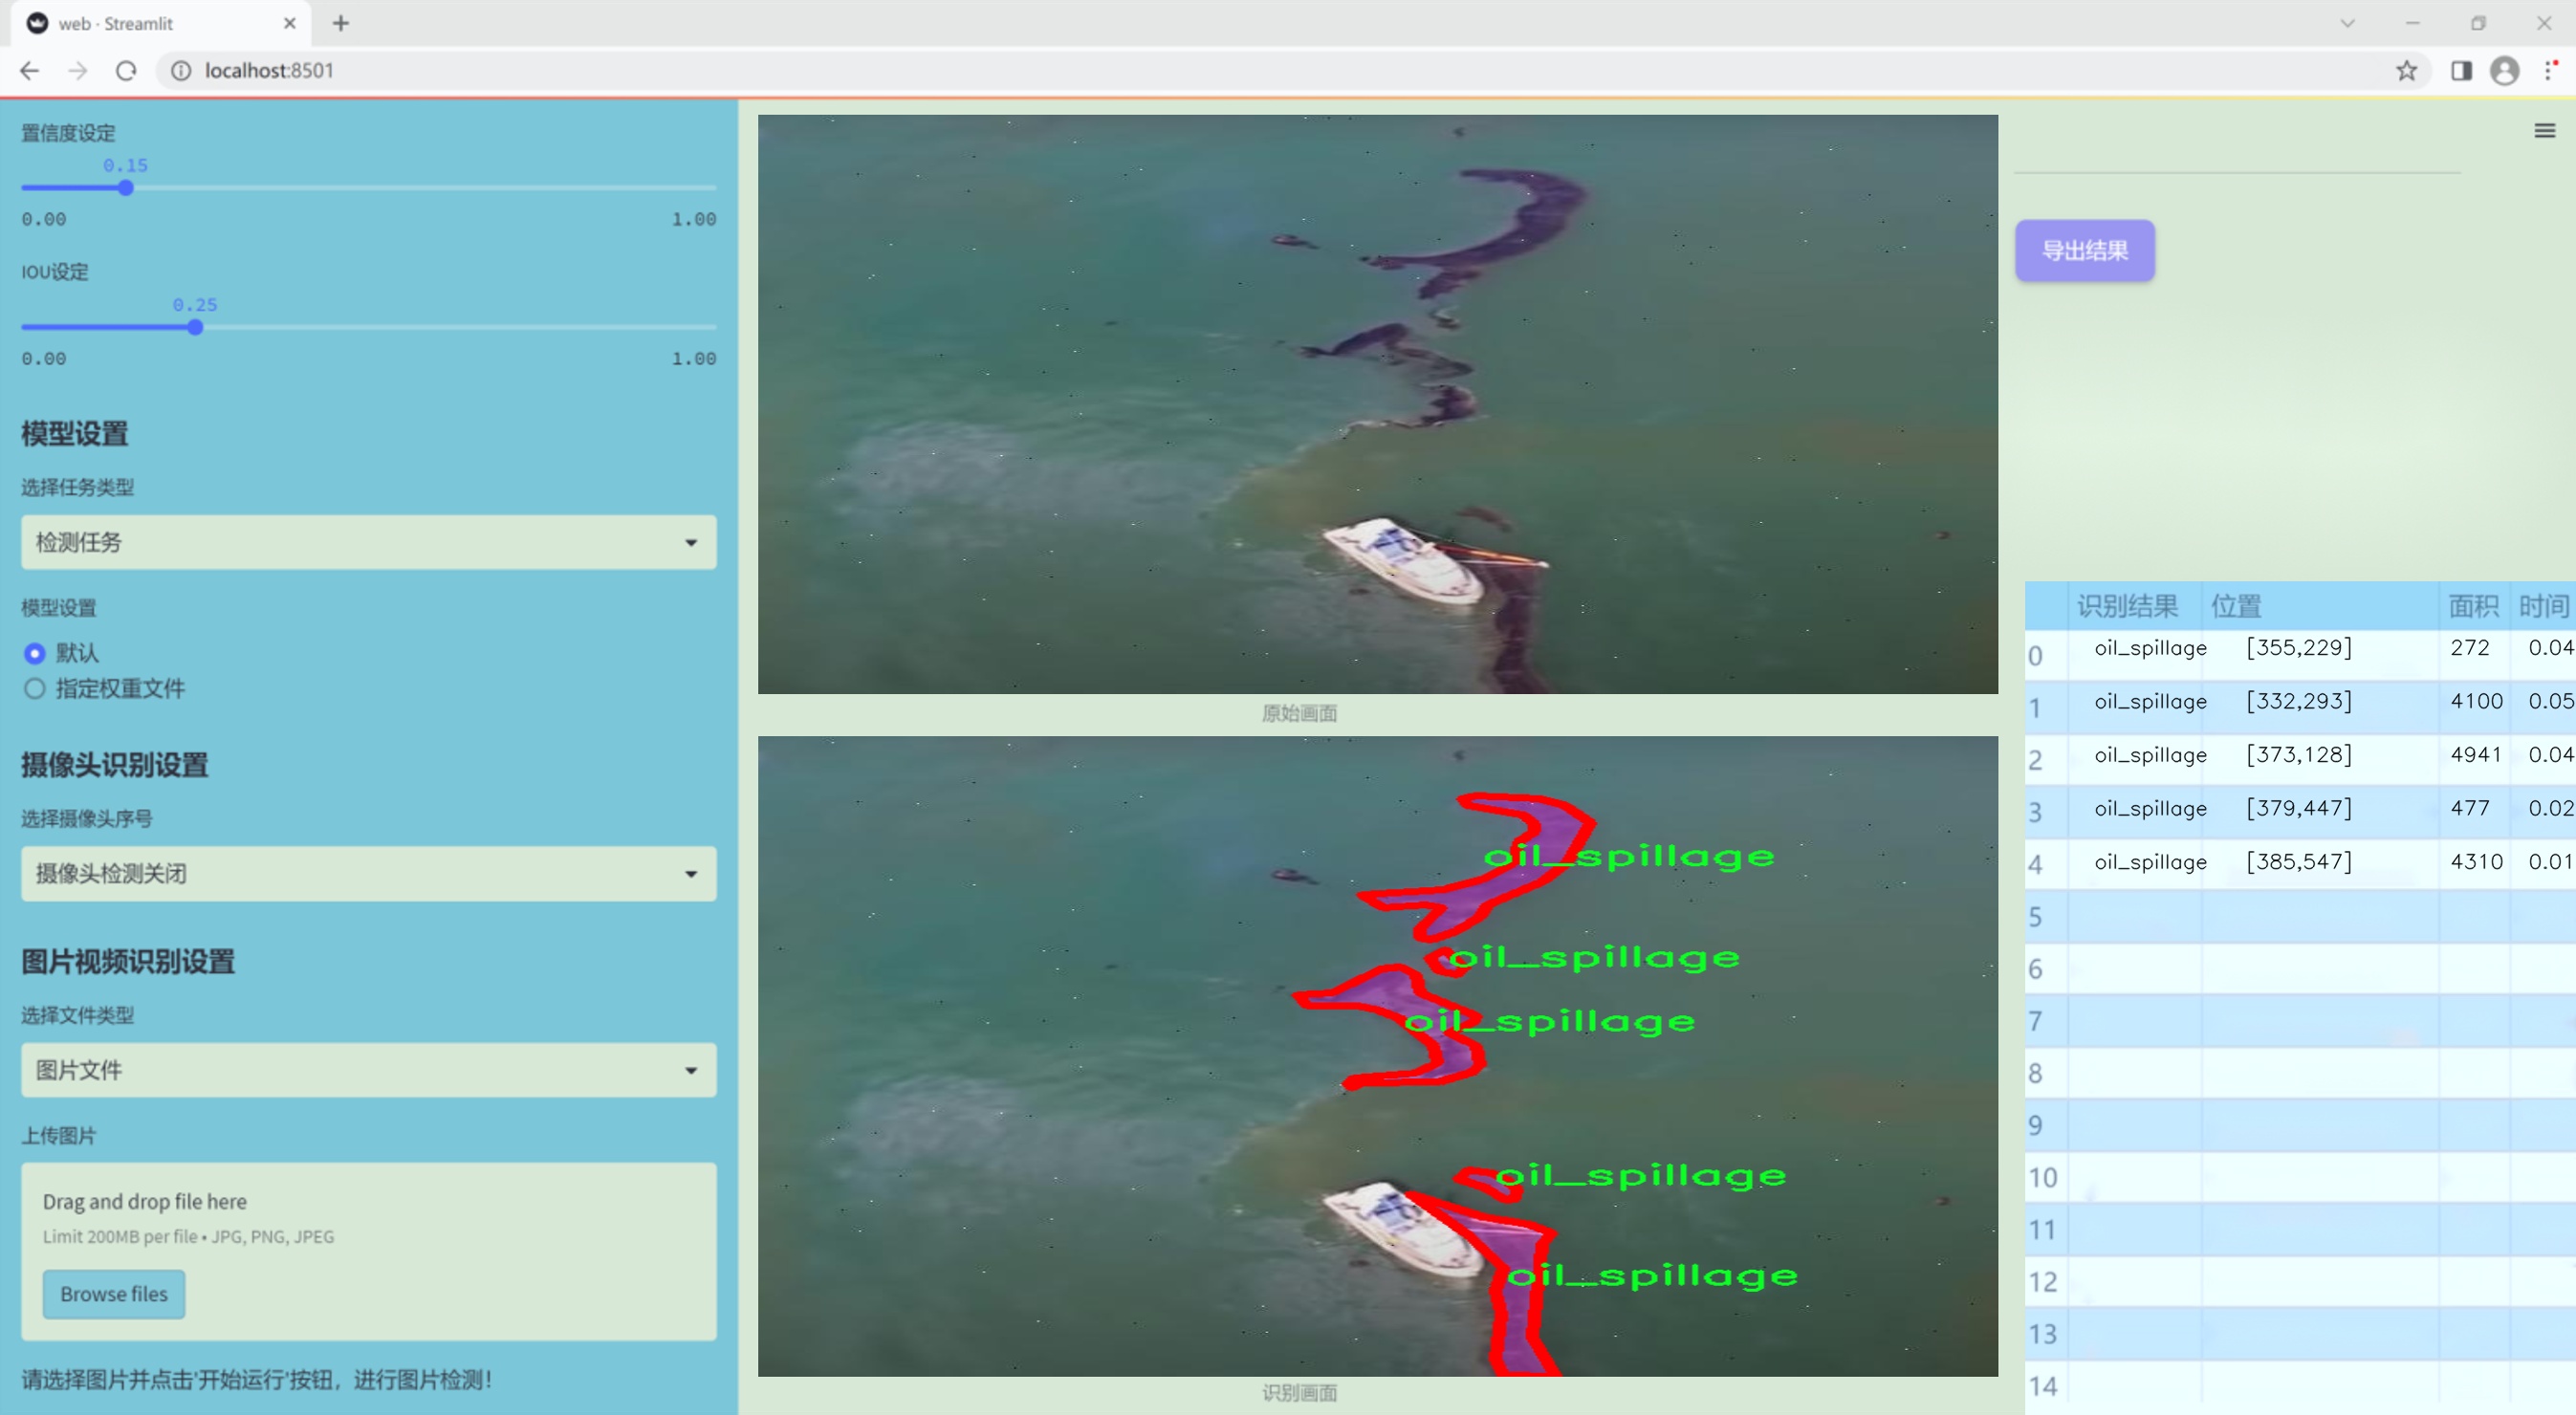 web · Streamlit
localhost:8501
置信度设定
0.15
0.00 1.00
IOU设定
0.25
0.00 1.00
模型设置
选择任务类型
检测任务
模型设置
默认
指定权重文件
摄像头识别设置
选择摄像头序号
摄像头检测关闭
图片视频识别设置
选择文件类型
图片文件
上传图片
Drag and drop file here
Limit 200MB per file • JPG, PNG, JPEG
Browse files
请选择图片并点击'开始运行'按钮，进行图片检测！
原始画面
oil_spillage
oil_spillage
oil_spillage
oil_spillage
oil_spillage
识别画面
导出结果
识别结果 位置 面积 时间
0 oil_spillage [355,229] 272 0.04
1 oil_spillage [332,293] 4100 0.05
2 oil_spillage [373,128] 4941 0.04
3 oil_spillage [379,447] 477 0.02
4 oil_spillage [385,547] 4310 0.01
5
6
7
8
9
10
11
12
13
14